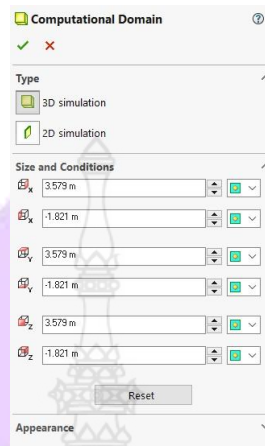 Computational Domain
Type
3D simulation
2D simulation
Size and Conditions
X 3.579 m
X -1.821 m
Y 3.579 m
Y -1.821 m
Z 3.579 m
Z -1.821 m
Reset
Appearance